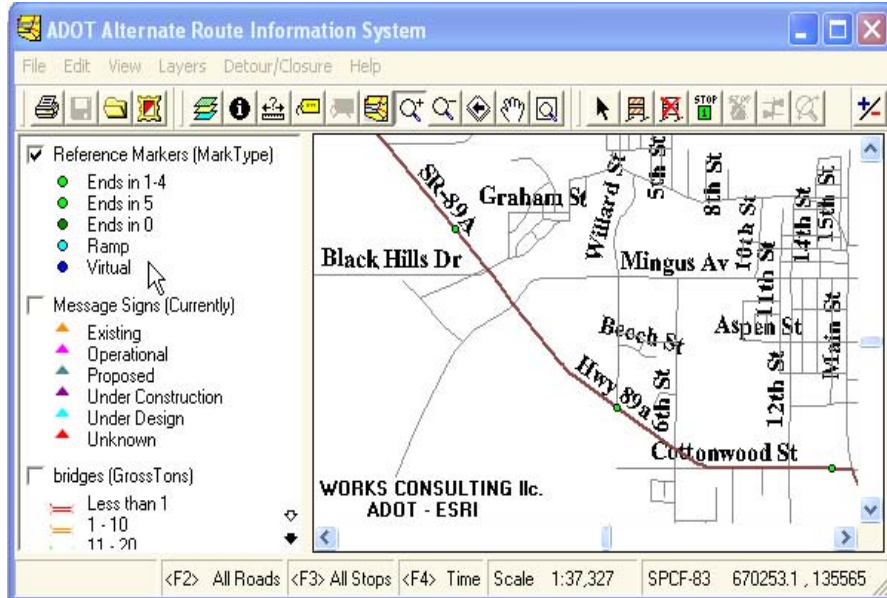 ADOT Alternate Route Information System
File Edit View Layers Detour/Closure Help
STOP
1
STOP
+/-
Reference Markers (MarkType)
Ends in 1-4
Ends in 5
Ends in 0
Ramp
Virtual
Message Signs (Currently)
Existing
Operational
Proposed
Under Construction
Under Design
Unknown
bridges (GrossTons)
Less than 1
1 - 10
11 - 20
SR-89A
Graham St
Willard St
5th St
8th St
10th St
14th St
15th St
Black Hills Dr
Mingus Av
11th St
Beech St
Aspen St
Main St
Hwy 89a
6th St
12th St
Cottonwood St
WORKS CONSULTING llc.
ADOT - ESRI
<F2> All Roads <F3> All Stops <F4> Time Scale 1:37,327 SPCF-83 670253.1 , 135565